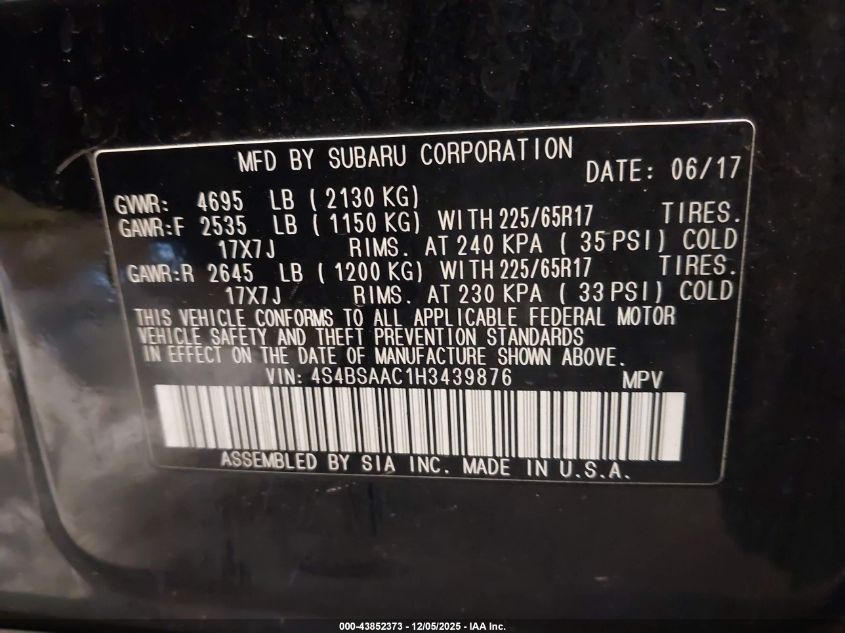 MFD BY SUBARU CORPORATION DATE: 06/17
GVWR: 4695 LB ( 2130 KG)
GAWR:F 2535 LB ( 1150 KG) WITH 225/65R17 TIRES.
17X7J RIMS. AT 240 KPA ( 35 PSI) COLD
GAWR:R 2645 LB ( 1200 KG) WITH 225/65R17 TIRES.
17X7J RIMS. AT 230 KPA ( 33 PSI) COLD
THIS VEHICLE CONFORMS TO ALL APPLICABLE FEDERAL MOTOR
VEHICLE SAFETY AND THEFT PREVENTION STANDARDS
IN EFFECT ON THE DATE OF MANUFACTURE SHOWN ABOVE.
VIN: 4S4BSAAC1H3439876 MPV
ASSEMBLED BY SIA INC. MADE IN U.S.A.
000-43852373 - 12/05/2025 - IAA Inc.